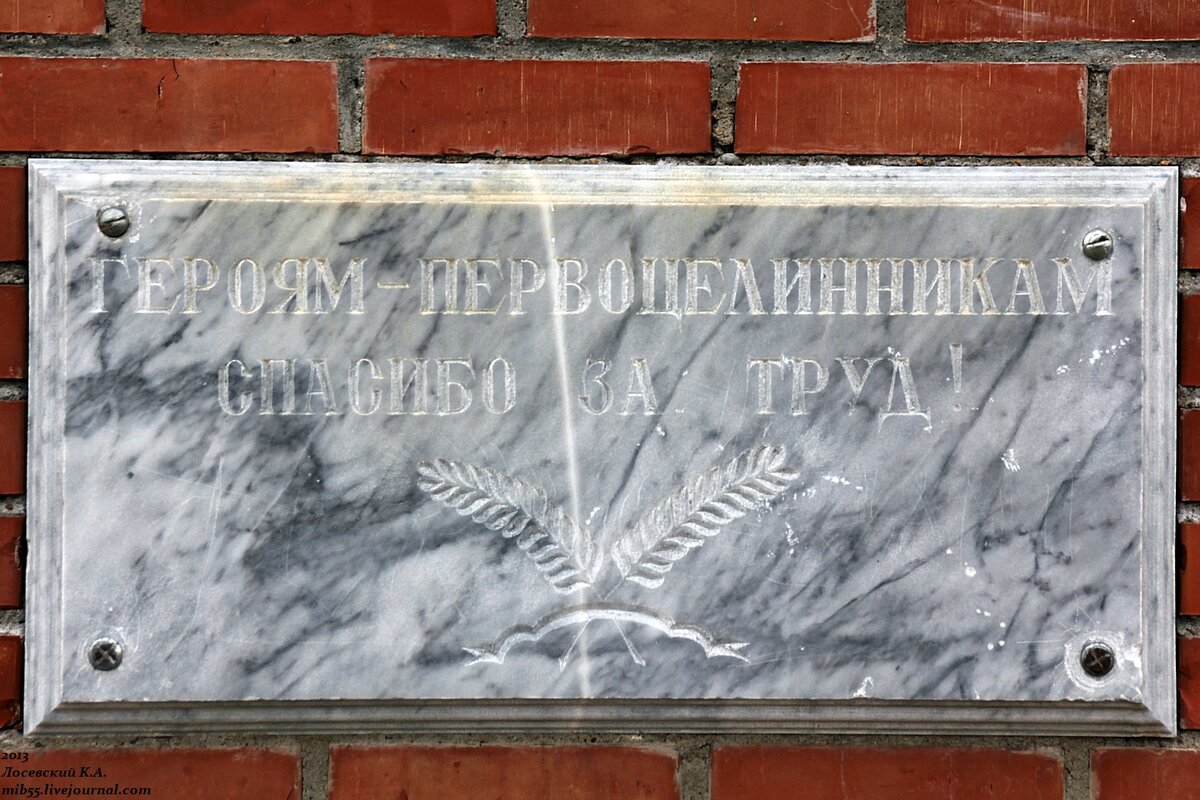 ГЕРОЯМ-ПЕРВОЦЕЛИННИКАМ
СПАСИБО ЗА ТРУД!
2013
Лосевский К.А.
mib55.livejournal.com